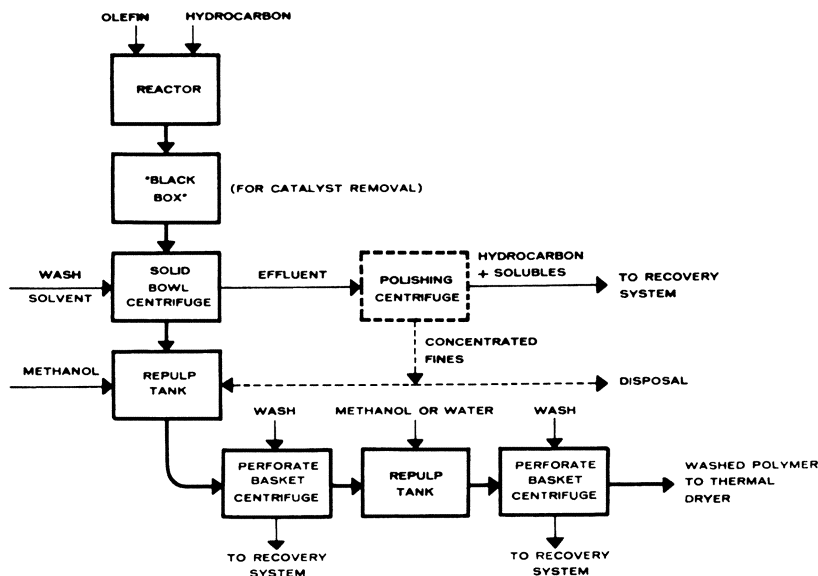 OLEFIN HYDROCARBON
REACTOR
"BLACK
BOX"
(FOR CATALYST REMOVAL)
WASH
SOLVENT
SOLID
BOWL
CENTRIFUGE
EFFLUENT
POLISHING
CENTRIFUGE
HYDROCARBON
+ SOLUBLES
TO RECOVERY
SYSTEM
CONCENTRATED
FINES
METHANOL
REPULP
TANK
DISPOSAL
WASH
METHANOL OR WATER
WASH
PERFORATE
BASKET
CENTRIFUGE
REPULP
TANK
PERFORATE
BASKET
CENTRIFUGE
WASHED POLYMER
TO THERMAL
DRYER
TO RECOVERY
SYSTEM
TO RECOVERY
SYSTEM